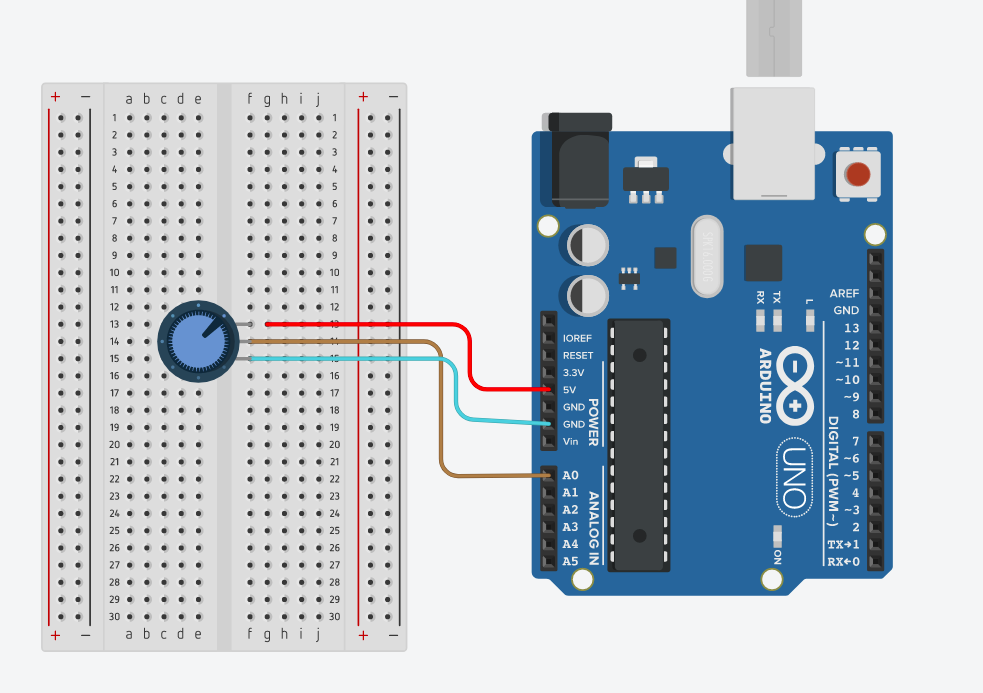 + − a b c d e f g h i j + −
1 1
2 2
3 3
4 4
5 5
6 6
7 7
8 8
9 9
10 10
11 11
12 12
13 13
14 14
15 15
16 16
17 17
18 18
19 19
20 20
21 21
22 22
23 23
24 24
25 25
26 26
27 27
28 28
29 29
30 30
+ − a b c d e f g h i j + −
IOREF
RESET
3.3V
5V
GND
GND
Vin
POWER
A0
A1
A2
A3
A4
A5
ANALOG IN
SPK16.000G
RX
TX
L
ARDUINO
UNO
ON
AREF
GND
13
12
~11
~10
~9
8
7
~6
~5
4
~3
2
TX→1
RX←0
DIGITAL (PWM~)